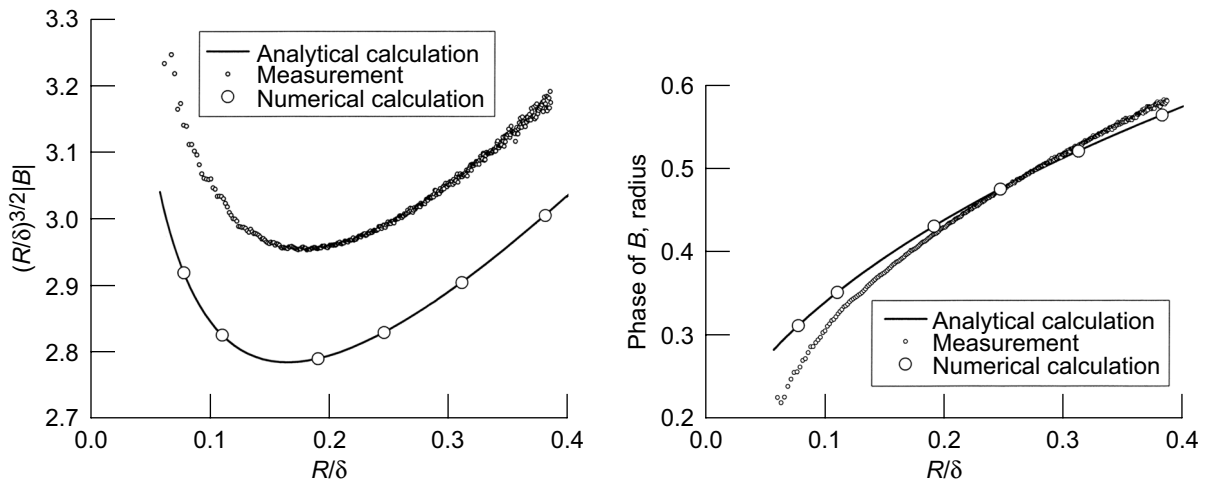 3.3
3.2
3.1
3.0
2.9
2.8
2.7
(R/δ)^3/2|B|
Analytical calculation
Measurement
Numerical calculation
0.0 0.1 0.2 0.3 0.4
R/δ
0.6
0.5
0.4
0.3
0.2
Phase of B, radius
Analytical calculation
Measurement
Numerical calculation
0.0 0.1 0.2 0.3 0.4
R/δ